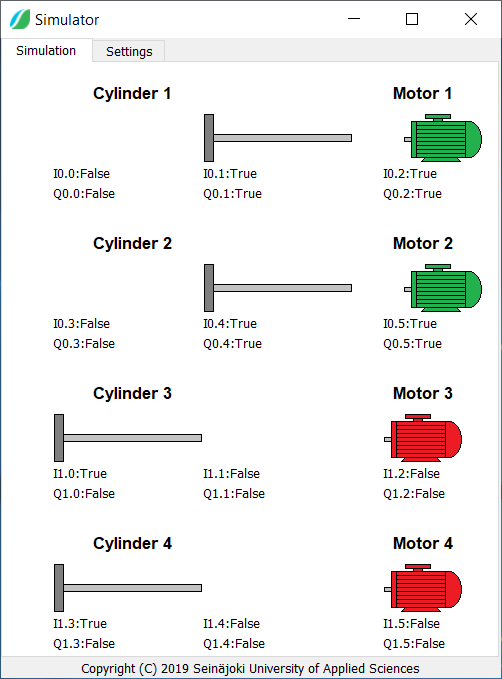 Simulator
Simulation Settings
Cylinder 1 Motor 1
I0.0:False I0.1:True I0.2:True
Q0.0:False Q0.1:True Q0.2:True
Cylinder 2 Motor 2
I0.3:False I0.4:True I0.5:True
Q0.3:False Q0.4:True Q0.5:True
Cylinder 3 Motor 3
I1.0:True I1.1:False I1.2:False
Q1.0:False Q1.1:False Q1.2:False
Cylinder 4 Motor 4
I1.3:True I1.4:False I1.5:False
Q1.3:False Q1.4:False Q1.5:False
Copyright (C) 2019 Seinäjoki University of Applied Sciences